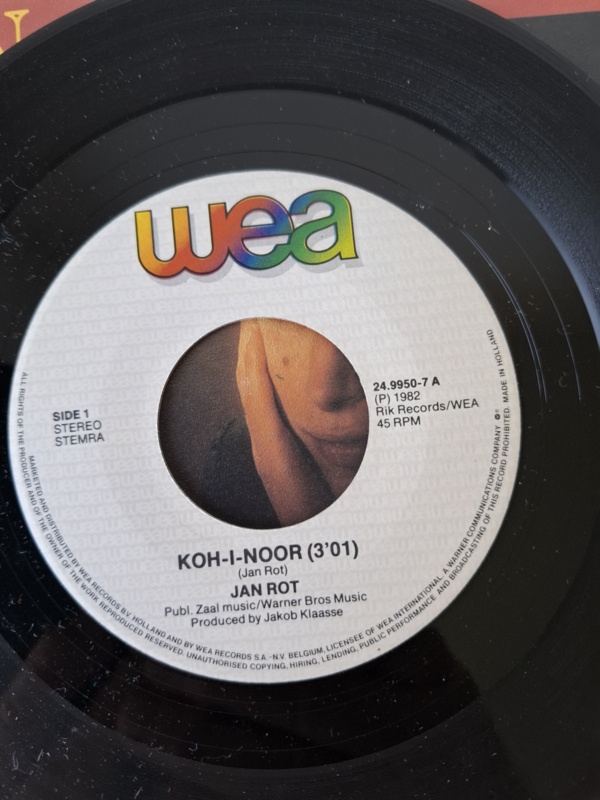 wea
SIDE 1
STEREO
STEMRA
24.9950-7 A
(P) 1982
Rik Records/WEA
45 RPM
KOH-I-NOOR (3'01)
(Jan Rot)
JAN ROT
Publ. Zaal music/Warner Bros Music
Produced by Jakob Klaasse
ALL RIGHTS OF THE PRODUCER AND OF THE OWNER OF THE WORK REPRODUCED RESERVED. UNAUTHORISED COPYING, HIRING, LENDING, PUBLIC PERFORMANCE AND BROADCASTING OF THIS RECORD PROHIBITED. MADE IN HOLLAND
MARKETED AND DISTRIBUTED BY WEA RECORDS B.V. HOLLAND AND BY WEA RECORDS S.A.-N.V. BELGIUM, LICENSEE OF WEA INTERNATIONAL. A WARNER COMMUNICATIONS COMPANY